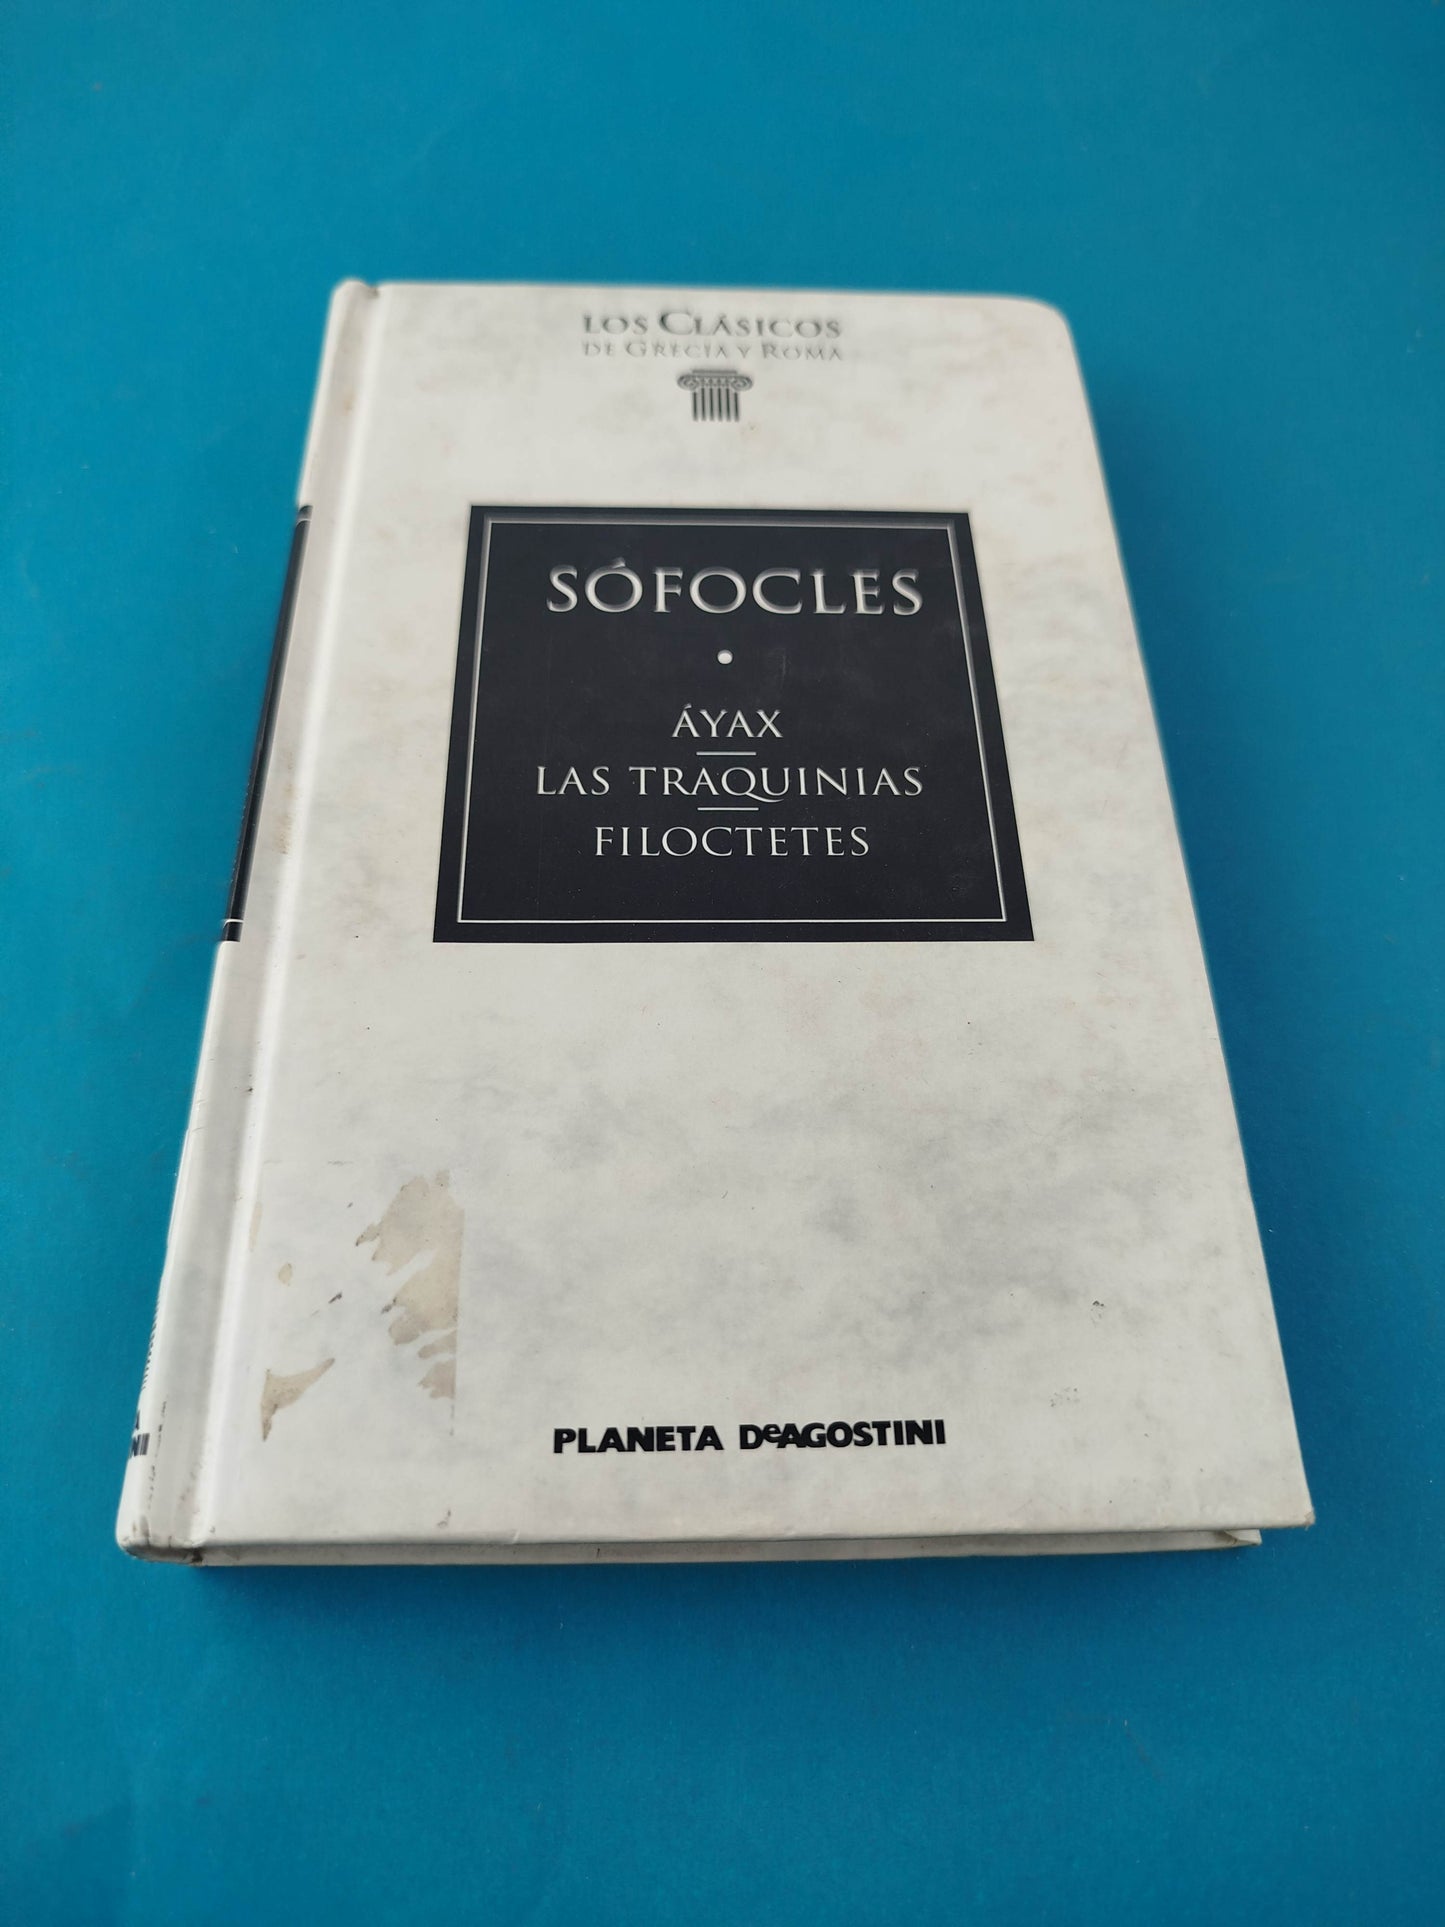 LOS CLÁSICOS
DE GRECIA Y ROMA
SÓFOCLES
ÁYAX
LAS TRAQUINIAS
FILOCTETES
PLANETA DeAGOSTINI